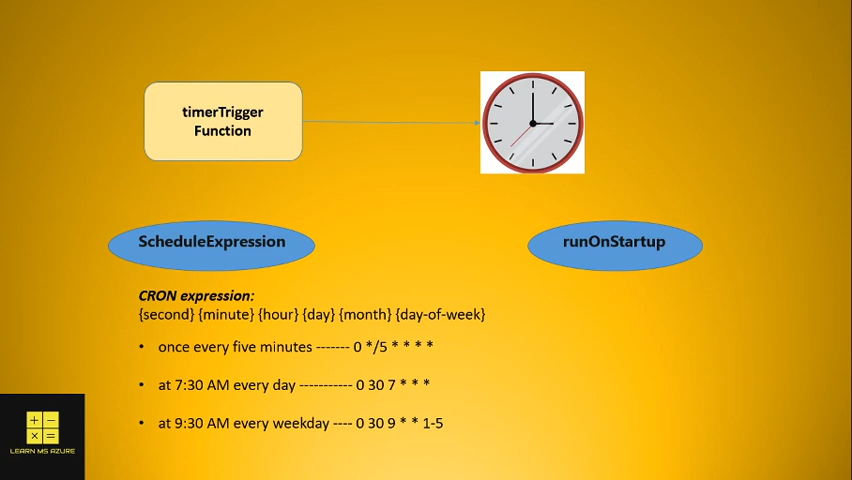 timerTrigger
Function
ScheduleExpression
runOnStartup
CRON expression:
{second} {minute} {hour} {day} {month} {day-of-week}
• once every five minutes ------- 0 */5 * * * *
• at 7:30 AM every day ----------- 0 30 7 * * *
• at 9:30 AM every weekday ---- 0 30 9 * * 1-5
+ −
× =
LEARN MS AZURE